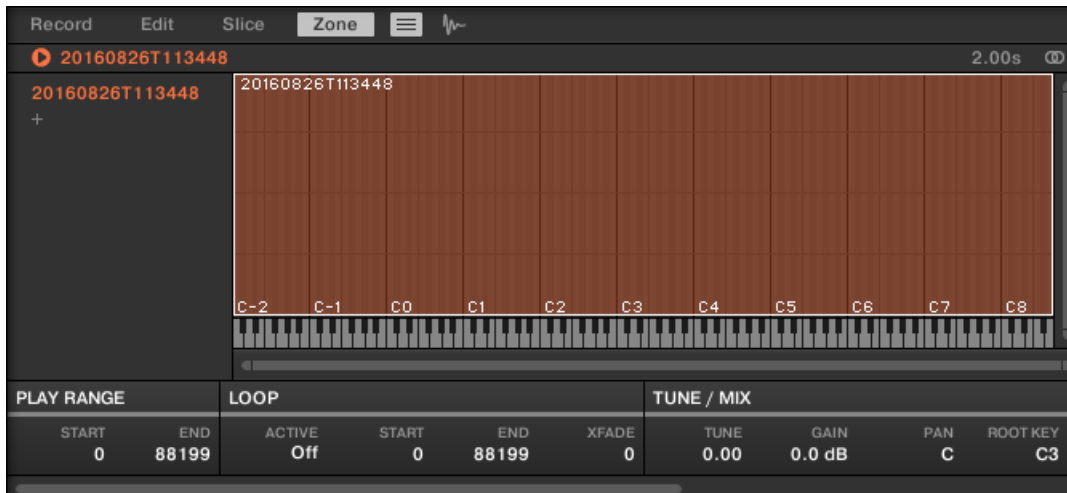 Record Edit Slice Zone
20160826T113448 2.00s
20160826T113448
+
20160826T113448
C-2 C-1 C0 C1 C2 C3 C4 C5 C6 C7 C8
PLAY RANGE LOOP TUNE / MIX
START END ACTIVE START END XFADE TUNE GAIN PAN ROOT KEY
0 88199 Off 0 88199 0 0.00 0.0 dB C C3